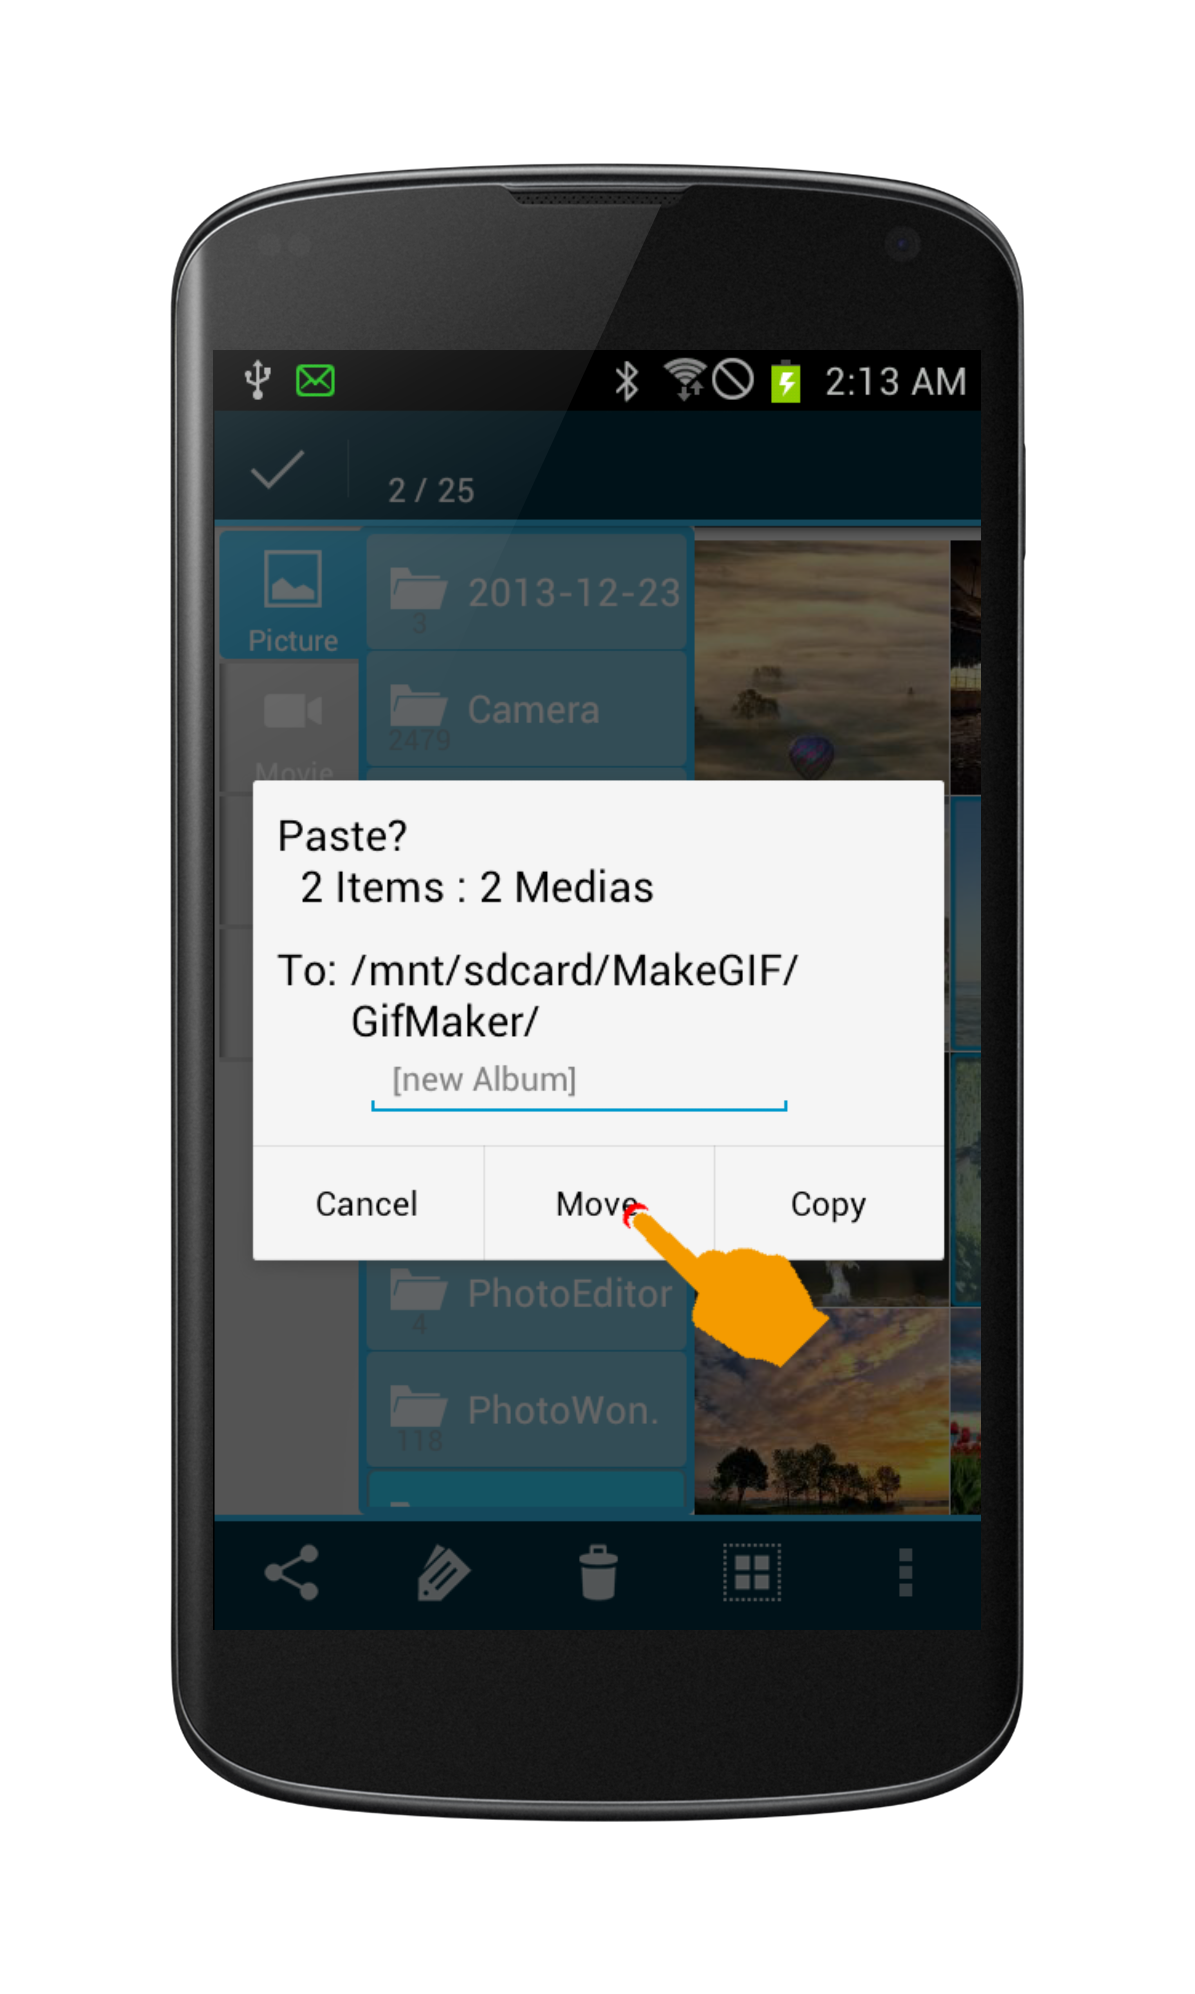 2:13 AM
2 / 25
Picture
2013-12-23
3
Camera
2479
Movie
Paste?
2 Items : 2 Medias
To: /mnt/sdcard/MakeGIF/
GifMaker/
[new Album]
Cancel
Move
Copy
PhotoEditor
4
PhotoWon.
118